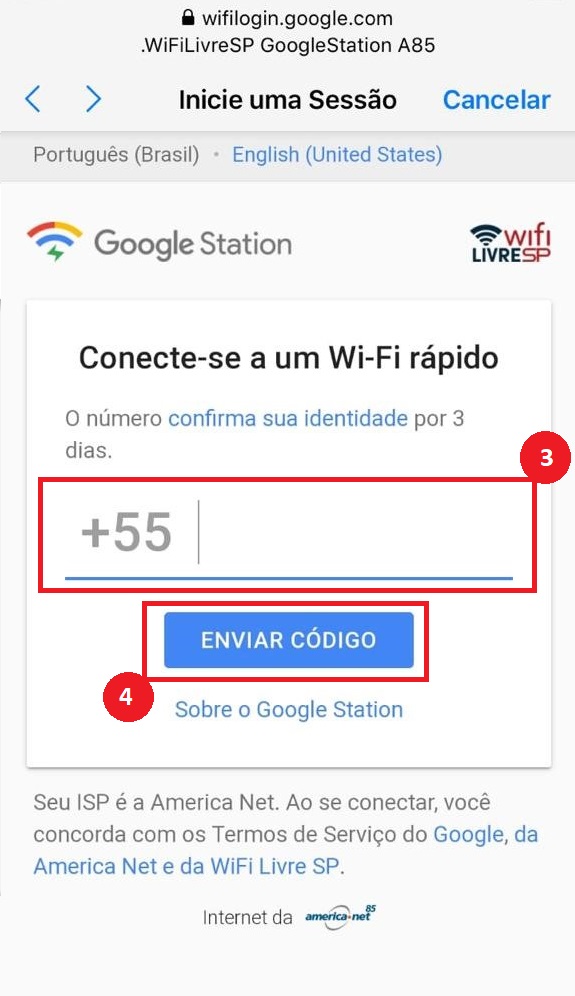 wifilogin.google.com
.WiFiLivreSP GoogleStation A85
Inicie uma Sessão Cancelar
Português (Brasil) • English (United States)
Google Station wifi
LIVRESP
Conecte-se a um Wi-Fi rápido
O número confirma sua identidade por 3
dias.
3
+55
ENVIAR CÓDIGO
4
Sobre o Google Station
Seu ISP é a America Net. Ao se conectar, você
concorda com os Termos de Serviço do Google, da
America Net e da WiFi Livre SP.
Internet da america-net 85